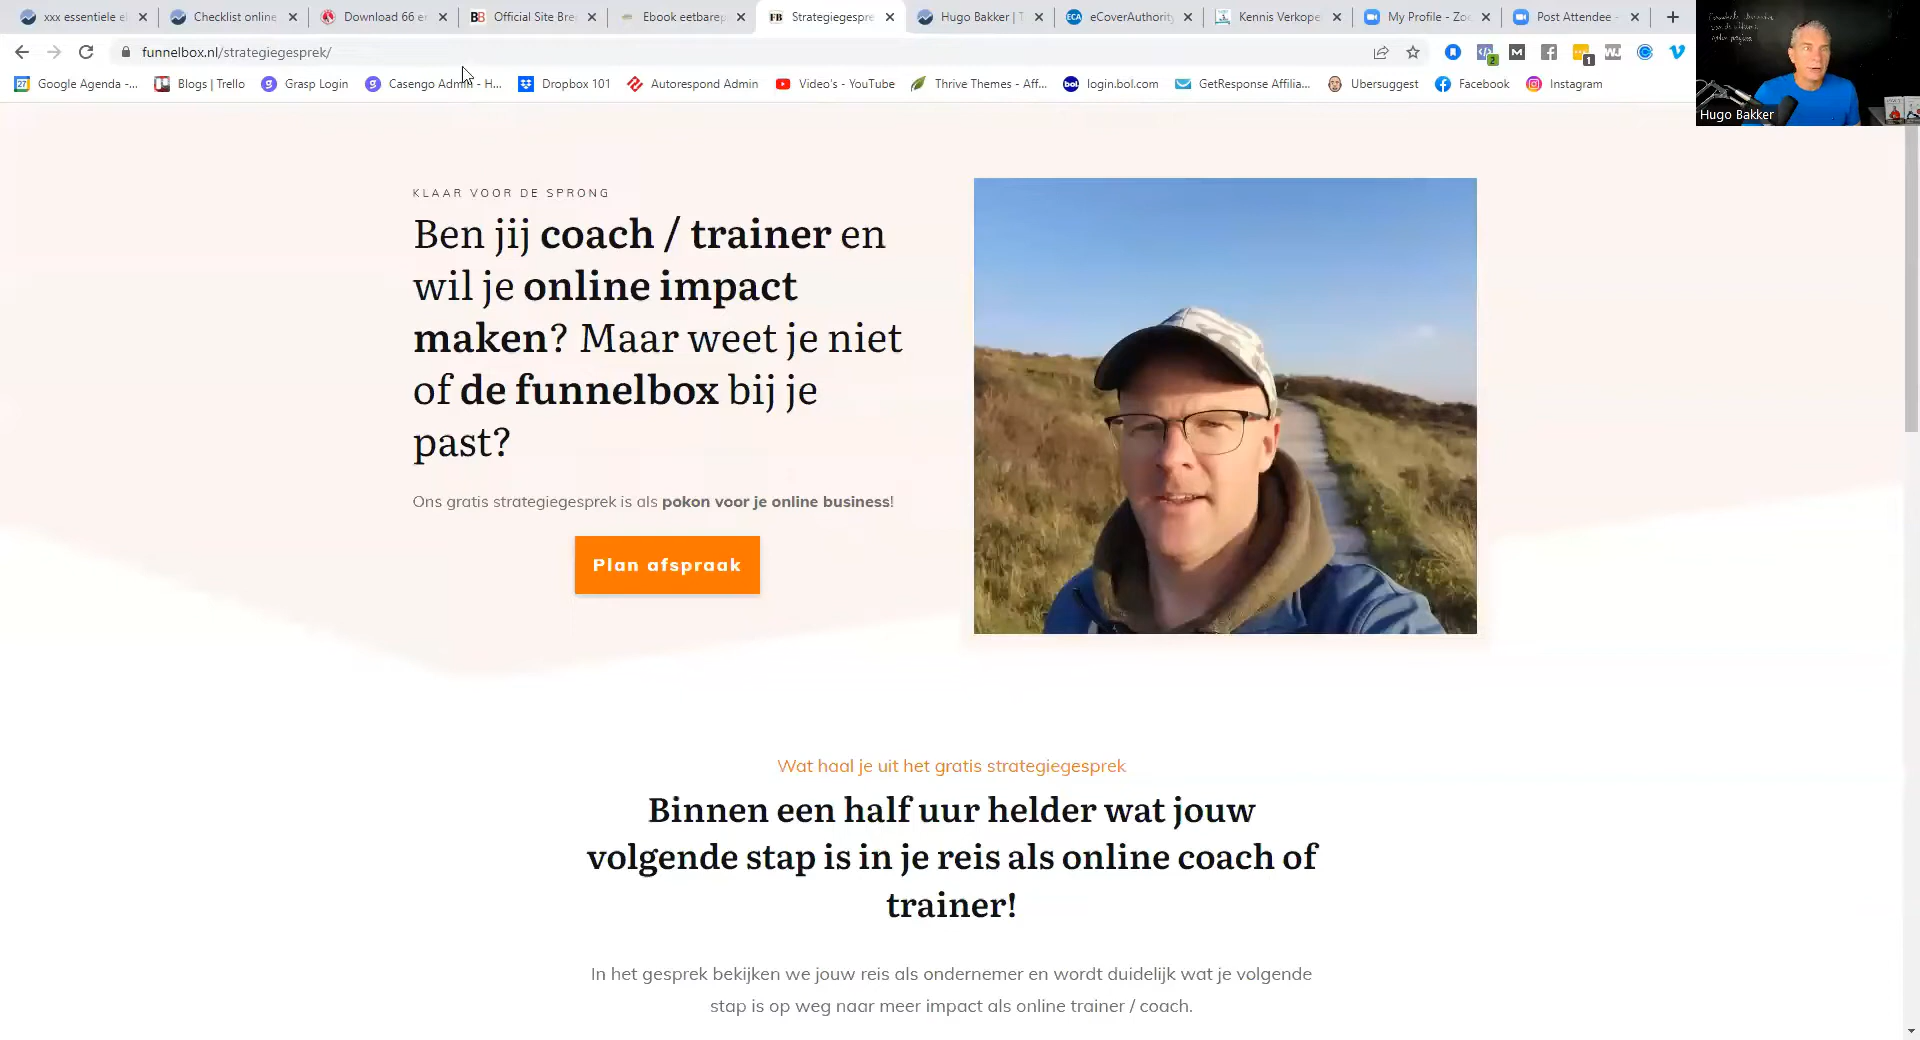 xxx essentiele el
Checklist online
Download 66 er
Official Site Bre
Ebook eetbarep
Strategiegespre
Hugo Bakker | T
eCoverAuthority
Kennis Verkope
My Profile - Zoo
Post Attendee -
funnelbox.nl/strategiegesprek/
Google Agenda -...
Blogs | Trello
Grasp Login
Casengo Admin - H...
Dropbox 101
Autorespond Admin
Video's - YouTube
Thrive Themes - Aff...
login.bol.com
GetResponse Affilia...
Ubersuggest
Facebook
Instagram
Hugo Bakker
KLAAR VOOR DE SPRONG
Ben jij coach / trainer en
wil je online impact
maken? Maar weet je niet
of de funnelbox bij je
past?
Ons gratis strategiegesprek is als pokon voor je online business!
Plan afspraak
Wat haal je uit het gratis strategiegesprek
Binnen een half uur helder wat jouw
volgende stap is in je reis als online coach of
trainer!
In het gesprek bekijken we jouw reis als ondernemer en wordt duidelijk wat je volgende
stap is op weg naar meer impact als online trainer / coach.